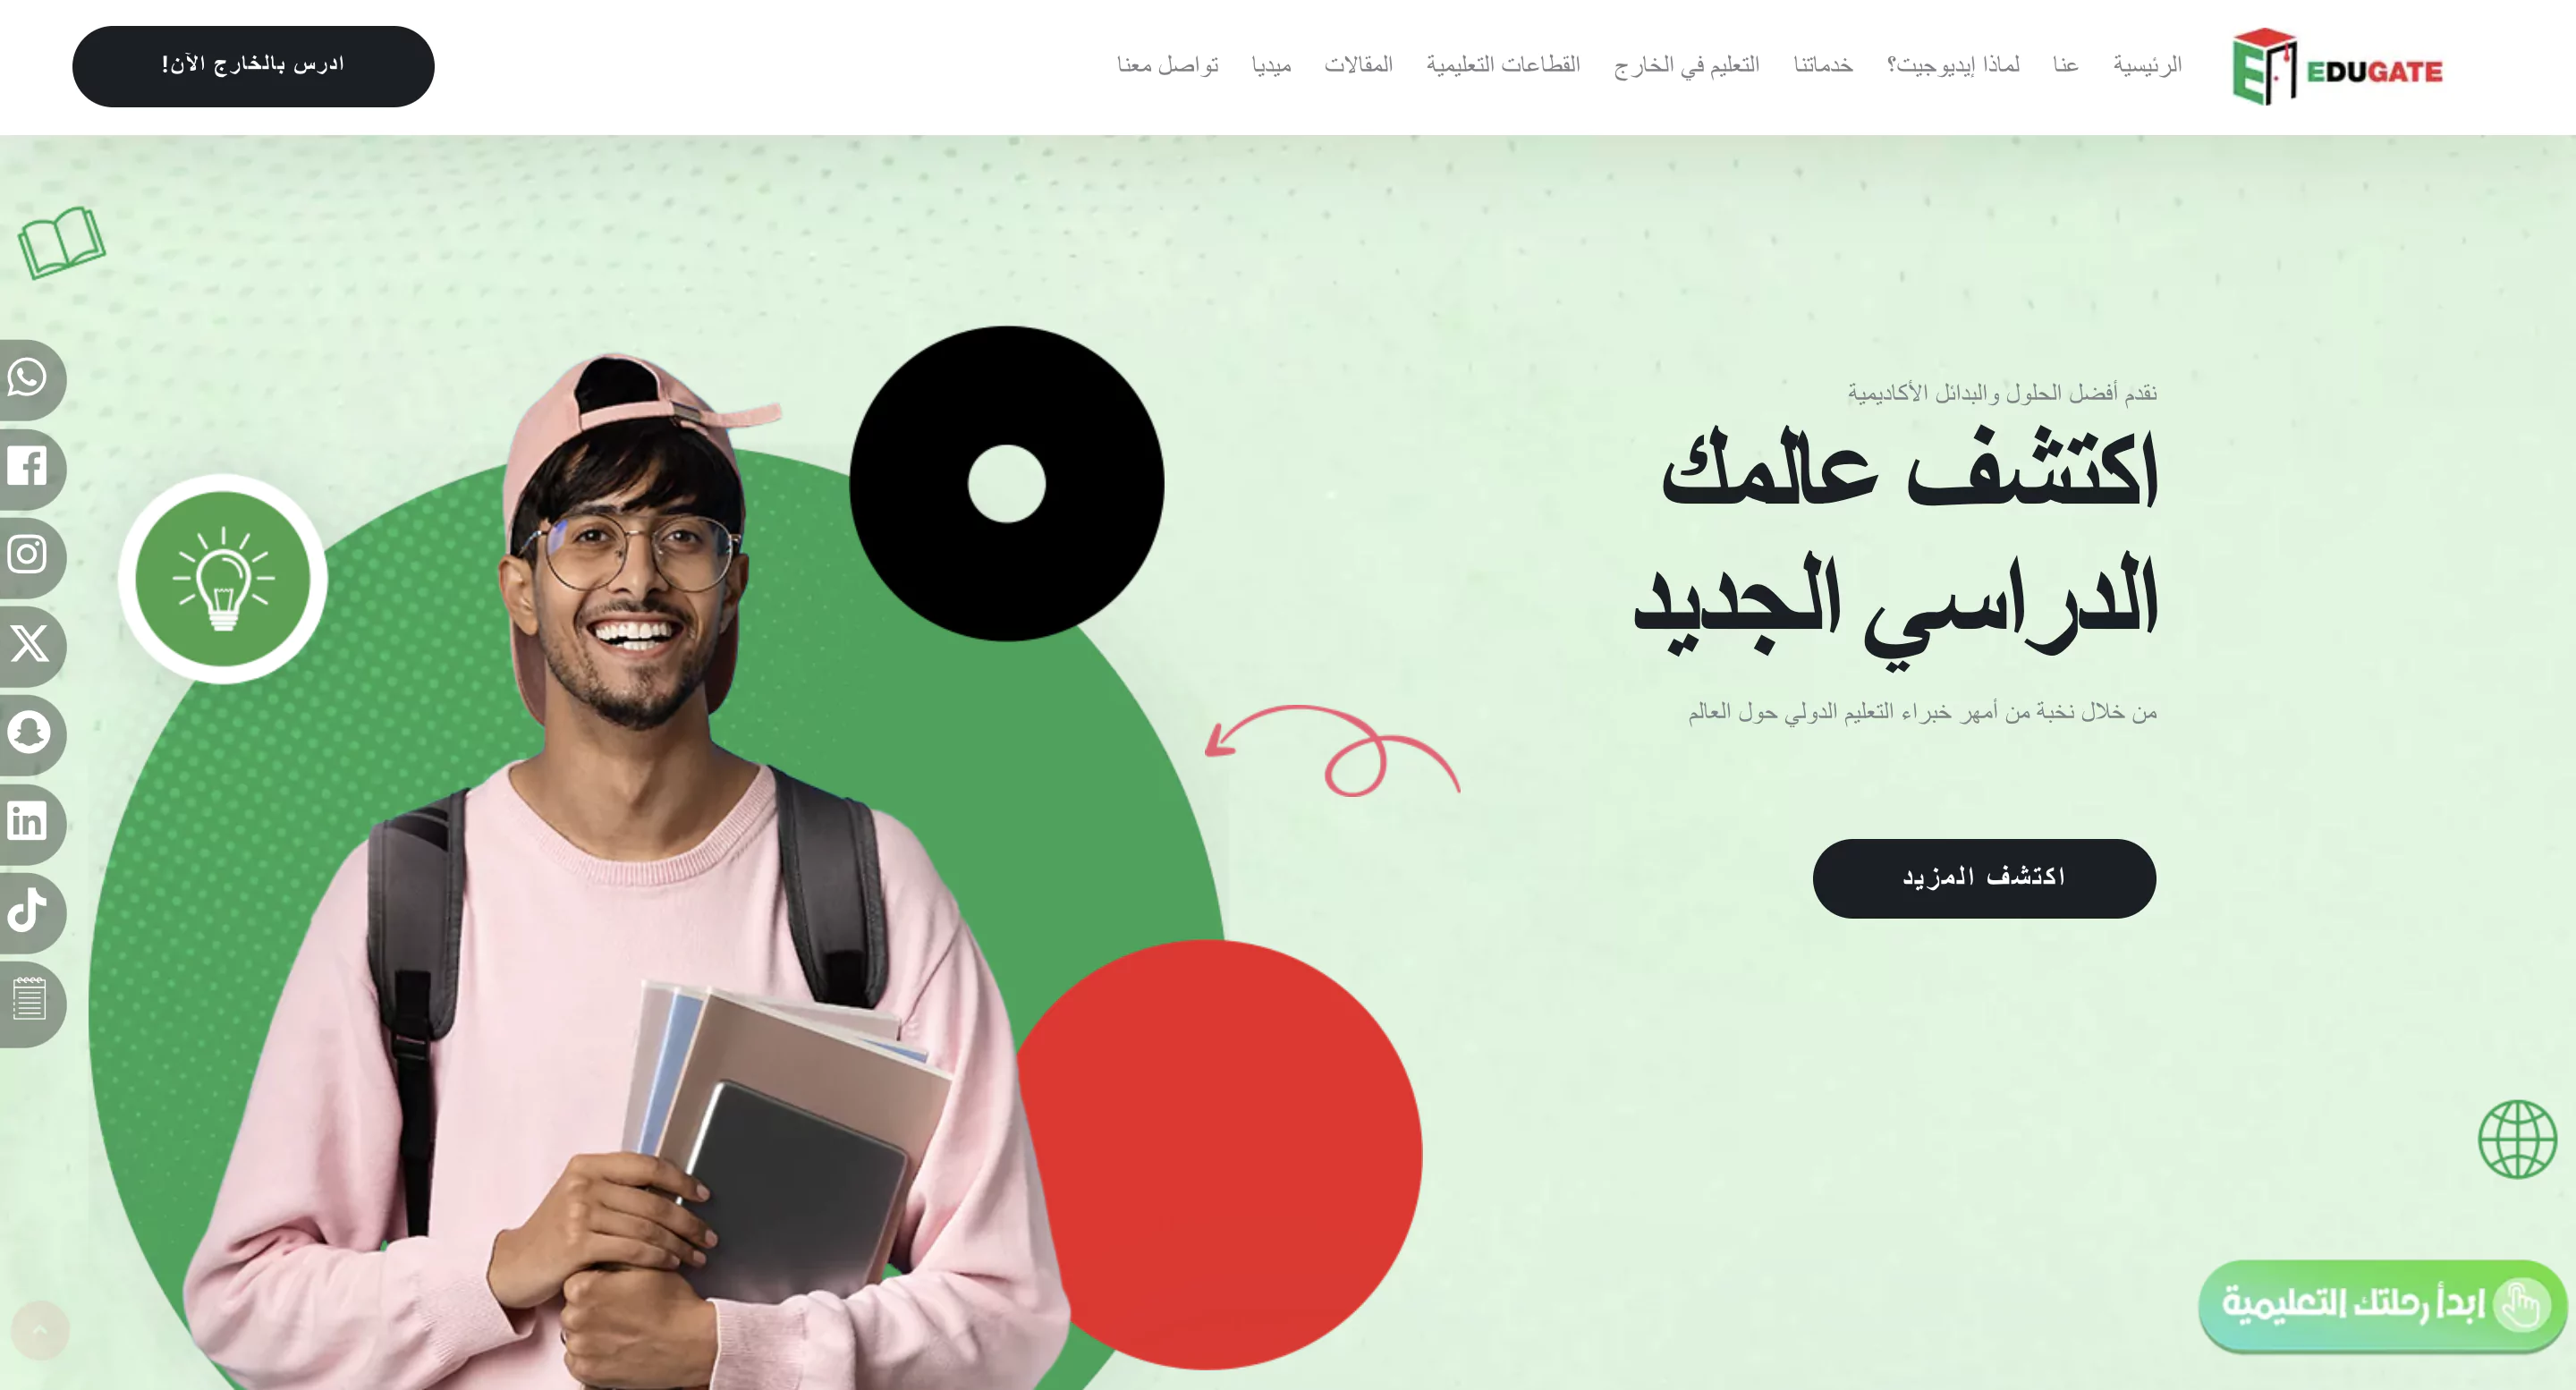 EDUGATE
الرئيسية
عنا
لماذا إيديوجيت؟
خدماتنا
التعليم في الخارج
القطاعات التعليمية
المقالات
ميديا
تواصل معنا
ادرس بالخارج الآن!
نقدم أفضل الحلول والبدائل الأكاديمية
اكتشف عالمك
الدراسي الجديد
من خلال نخبة من أمهر خبراء التعليم الدولي حول العالم
اكتشف المزيد
ابدأ رحلتك التعليمية